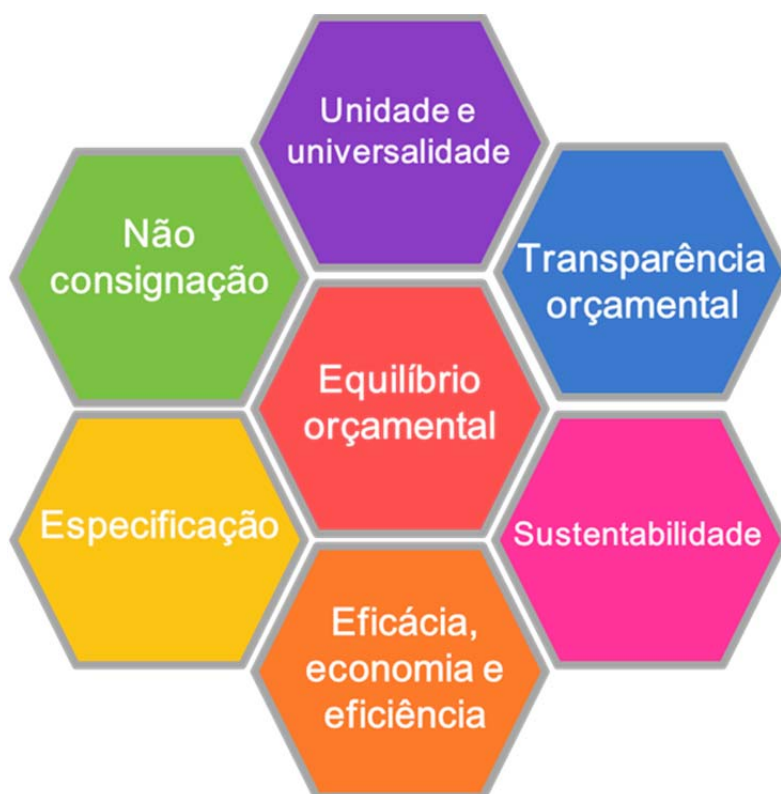 Unidade e
universalidade
Não
consignação
Transparência
orçamental
Equilíbrio
orçamental
Especificação
Sustentabilidade
Eficácia,
economia e
eficiência